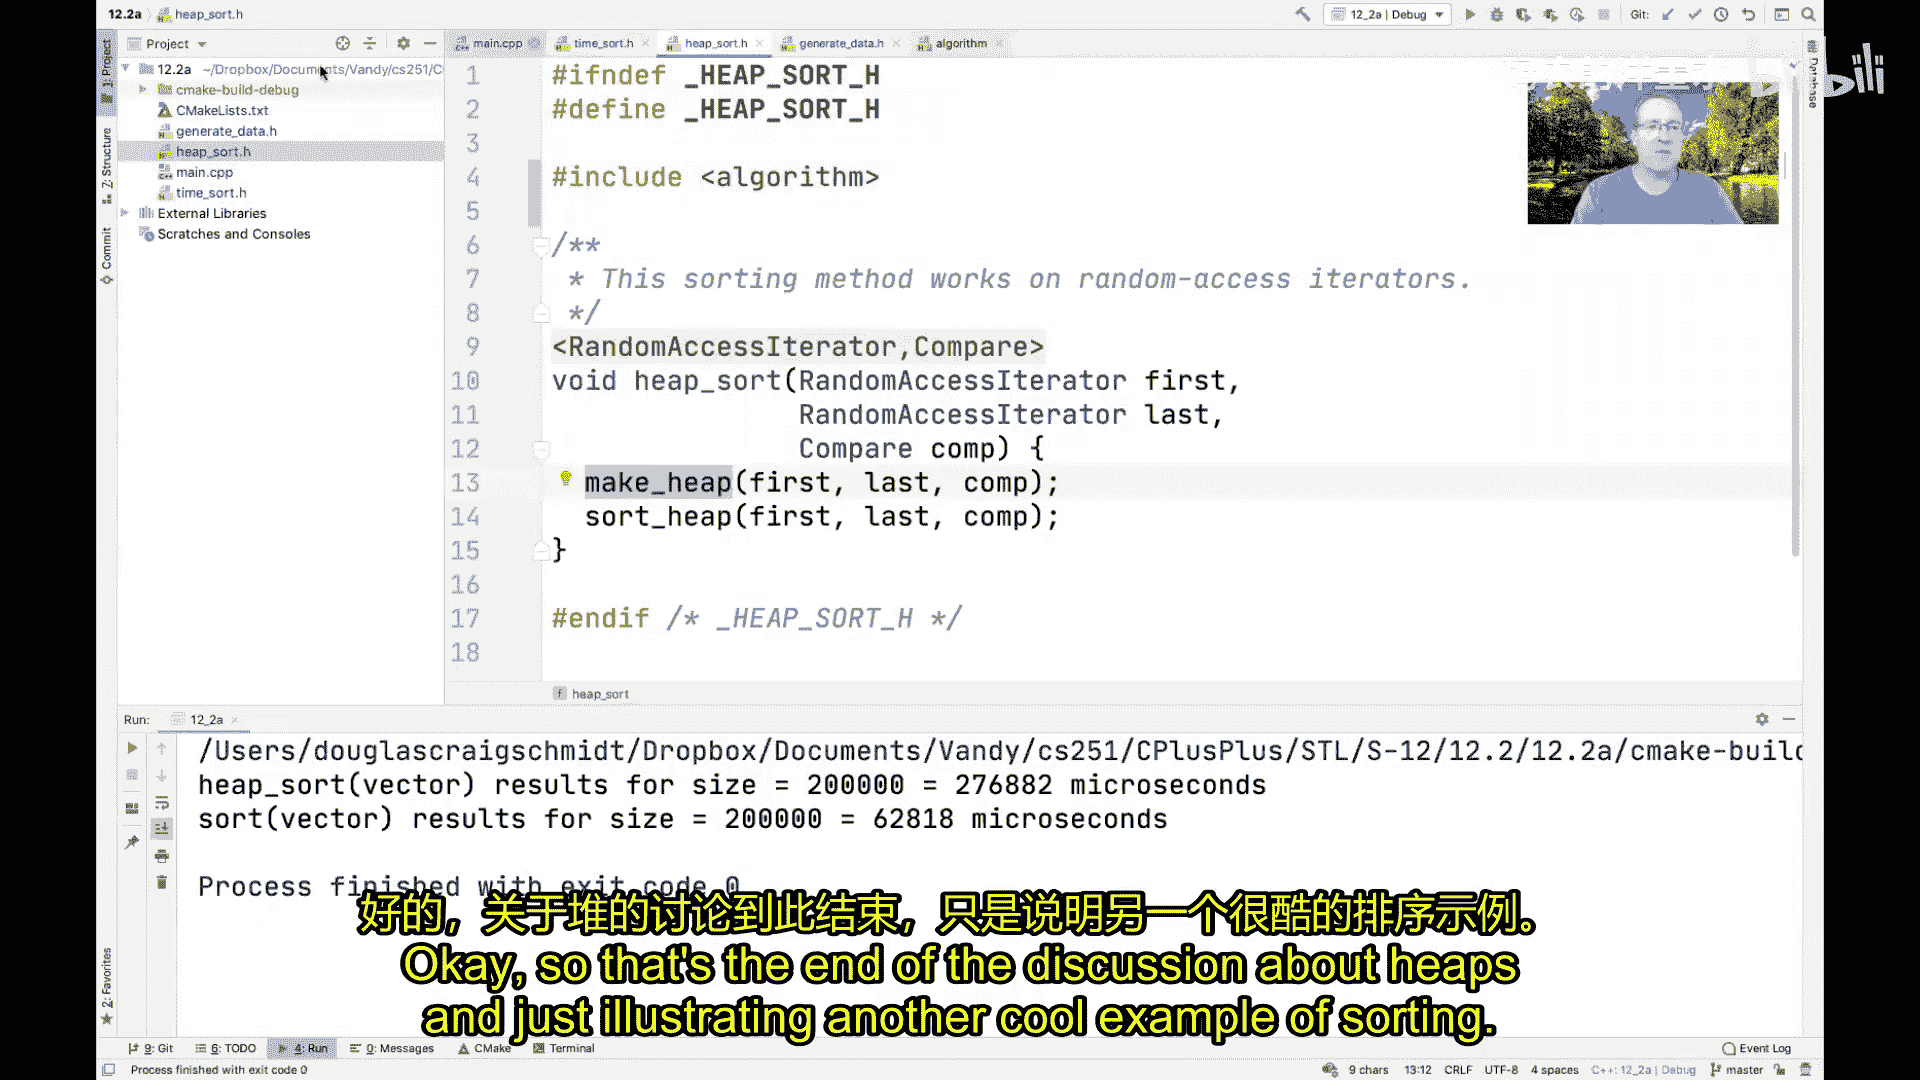 12.2a heap_sort.h
12_2a | Debug
Git:
Project
main.cpp time_sort.h heap_sort.h generate_data.h algorithm
1: Project
Z: Structure
Commit
2: Favorites
Database
12.2a ~/Dropbox/Documents/Vandy/cs251/C
cmake-build-debug
CMakeLists.txt
generate_data.h
heap_sort.h
main.cpp
time_sort.h
External Libraries
Scratches and Consoles
1 #ifndef _HEAP_SORT_H
2 #define _HEAP_SORT_H
3
4 #include <algorithm>
5
6 /**
7 * This sorting method works on random-access iterators.
8 */
9 <RandomAccessIterator,Compare>
10 void heap_sort(RandomAccessIterator first,
11 RandomAccessIterator last,
12 Compare comp) {
13 make_heap(first, last, comp);
14 sort_heap(first, last, comp);
15 }
16
17 #endif /* _HEAP_SORT_H */
18
f heap_sort
Run: 12_2a
/Users/douglascraigschmidt/Dropbox/Documents/Vandy/cs251/CPlusPlus/STL/S-12/12.2/12.2a/cmake-build
heap_sort(vector) results for size = 200000 = 276882 microseconds
sort(vector) results for size = 200000 = 62818 microseconds
Process finished with exit code 0
好的，关于堆的讨论到此结束，只是说明另一个很酷的排序示例。
Okay, so that's the end of the discussion about heaps
and just illustrating another cool example of sorting.
9: Git 6: TODO 4: Run 0: Messages CMake Terminal Event Log
Process finished with exit code 0 9 chars 13:12 CRLF UTF-8 4 spaces C++: 12_2a | Debug master